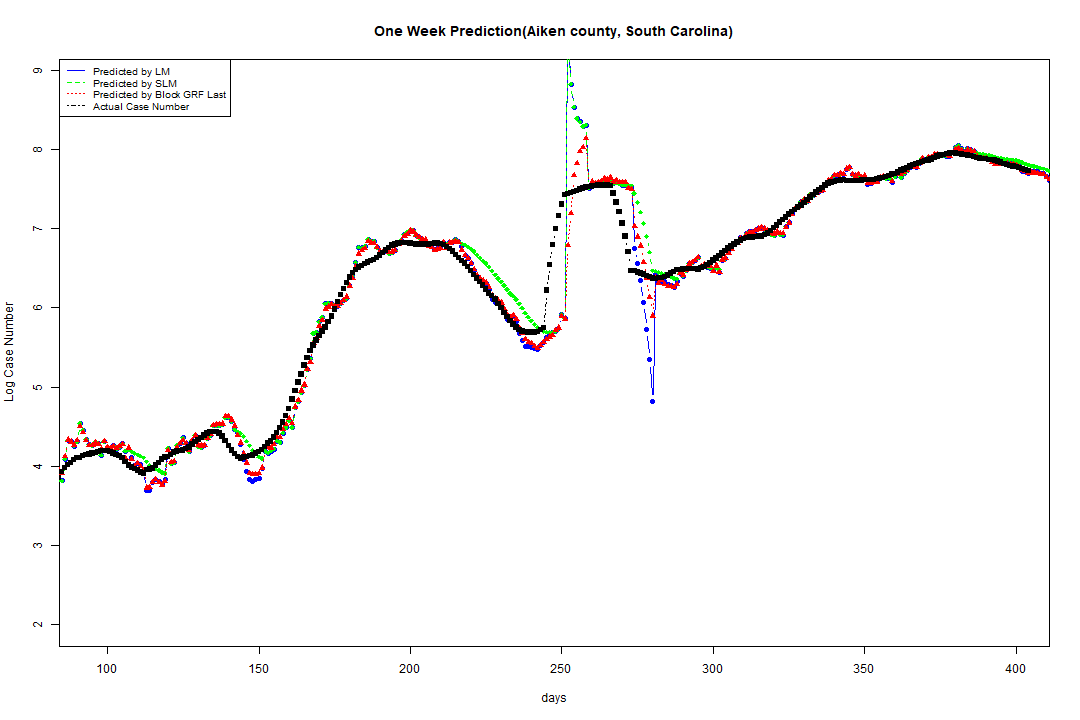 One Week Prediction(Aiken county, South Carolina)
Predicted by LM
Predicted by SLM
Predicted by Block GRF Last
Actual Case Number
Log Case Number
9
8
7
6
5
4
3
2
100 150 200 250 300 350 400
days